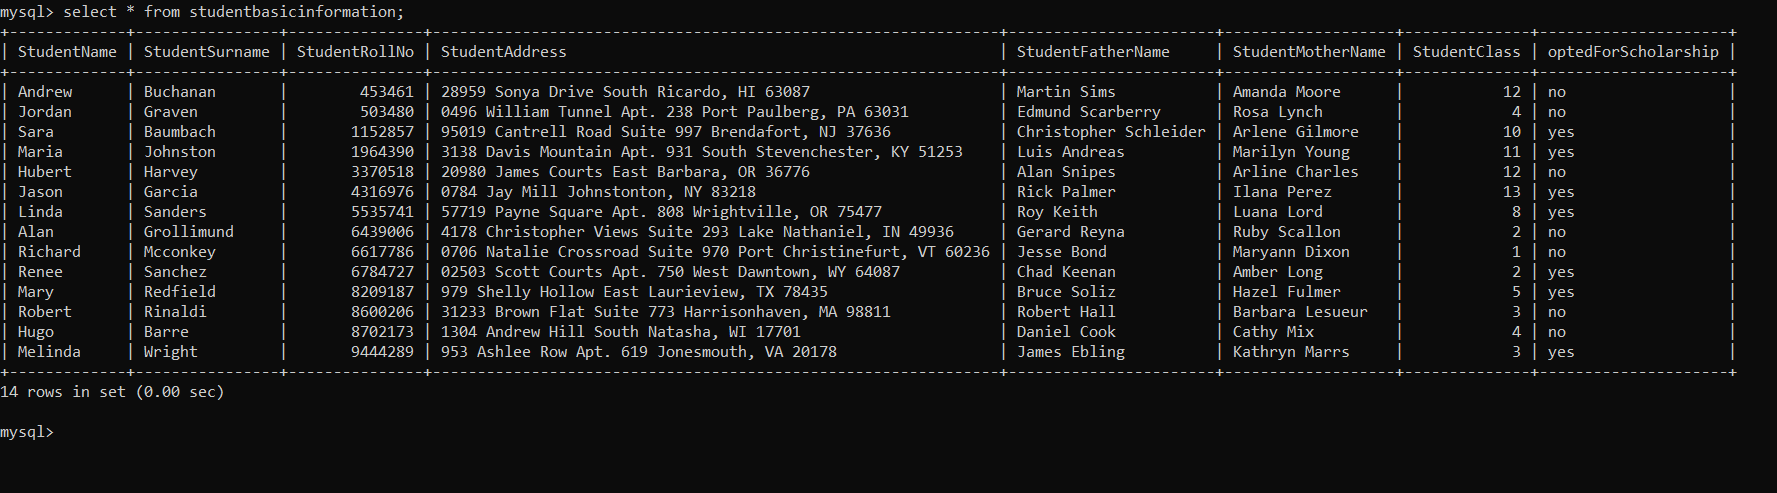 mysql> select * from studentbasicinformation;
+-------------+----------------+---------------+---------------------------------------------------------------+-----------------------+-------------------+--------------+---------------------+
| StudentName | StudentSurname | StudentRollNo | StudentAddress                                                | StudentFatherName     | StudentMotherName | StudentClass | optedForScholarship |
+-------------+----------------+---------------+---------------------------------------------------------------+-----------------------+-------------------+--------------+---------------------+
| Andrew      | Buchanan       |        453461 | 28959 Sonya Drive South Ricardo, HI 63087                     | Martin Sims           | Amanda Moore      |           12 | no                  |
| Jordan      | Graven         |        503480 | 0496 William Tunnel Apt. 238 Port Paulberg, PA 63031          | Edmund Scarberry      | Rosa Lynch        |            4 | no                  |
| Sara        | Baumbach       |       1152857 | 95019 Cantrell Road Suite 997 Brendafort, NJ 37636            | Christopher Schleider | Arlene Gilmore    |           10 | yes                 |
| Maria       | Johnston       |       1964390 | 3138 Davis Mountain Apt. 931 South Stevenchester, KY 51253    | Luis Andreas          | Marilyn Young     |           11 | yes                 |
| Hubert      | Harvey         |       3370518 | 20980 James Courts East Barbara, OR 36776                     | Alan Snipes           | Arline Charles    |           12 | no                  |
| Jason       | Garcia         |       4316976 | 0784 Jay Mill Johnstonton, NY 83218                           | Rick Palmer           | Ilana Perez       |           13 | yes                 |
| Linda       | Sanders        |       5535741 | 57719 Payne Square Apt. 808 Wrightville, OR 75477             | Roy Keith             | Luana Lord        |            8 | yes                 |
| Alan        | Grollimund     |       6439006 | 4178 Christopher Views Suite 293 Lake Nathaniel, IN 49936     | Gerard Reyna          | Ruby Scallon      |            2 | no                  |
| Richard     | Mcconkey       |       6617786 | 0706 Natalie Crossroad Suite 970 Port Christinefurt, VT 60236 | Jesse Bond            | Maryann Dixon     |            1 | no                  |
| Renee       | Sanchez        |       6784727 | 02503 Scott Courts Apt. 750 West Dawntown, WY 64087           | Chad Keenan           | Amber Long        |            2 | yes                 |
| Mary        | Redfield       |       8209187 | 979 Shelly Hollow East Laurieview, TX 78435                   | Bruce Soliz           | Hazel Fulmer      |            5 | yes                 |
| Robert      | Rinaldi        |       8600206 | 31233 Brown Flat Suite 773 Harrisonhaven, MA 98811            | Robert Hall           | Barbara Lesueur   |            3 | no                  |
| Hugo        | Barre          |       8702173 | 1304 Andrew Hill South Natasha, WI 17701                      | Daniel Cook           | Cathy Mix         |            4 | no                  |
| Melinda     | Wright         |       9444289 | 953 Ashlee Row Apt. 619 Jonesmouth, VA 20178                  | James Ebling          | Kathryn Marrs     |            3 | yes                 |
+-------------+----------------+---------------+---------------------------------------------------------------+-----------------------+-------------------+--------------+---------------------+
14 rows in set (0.00 sec)
mysql>